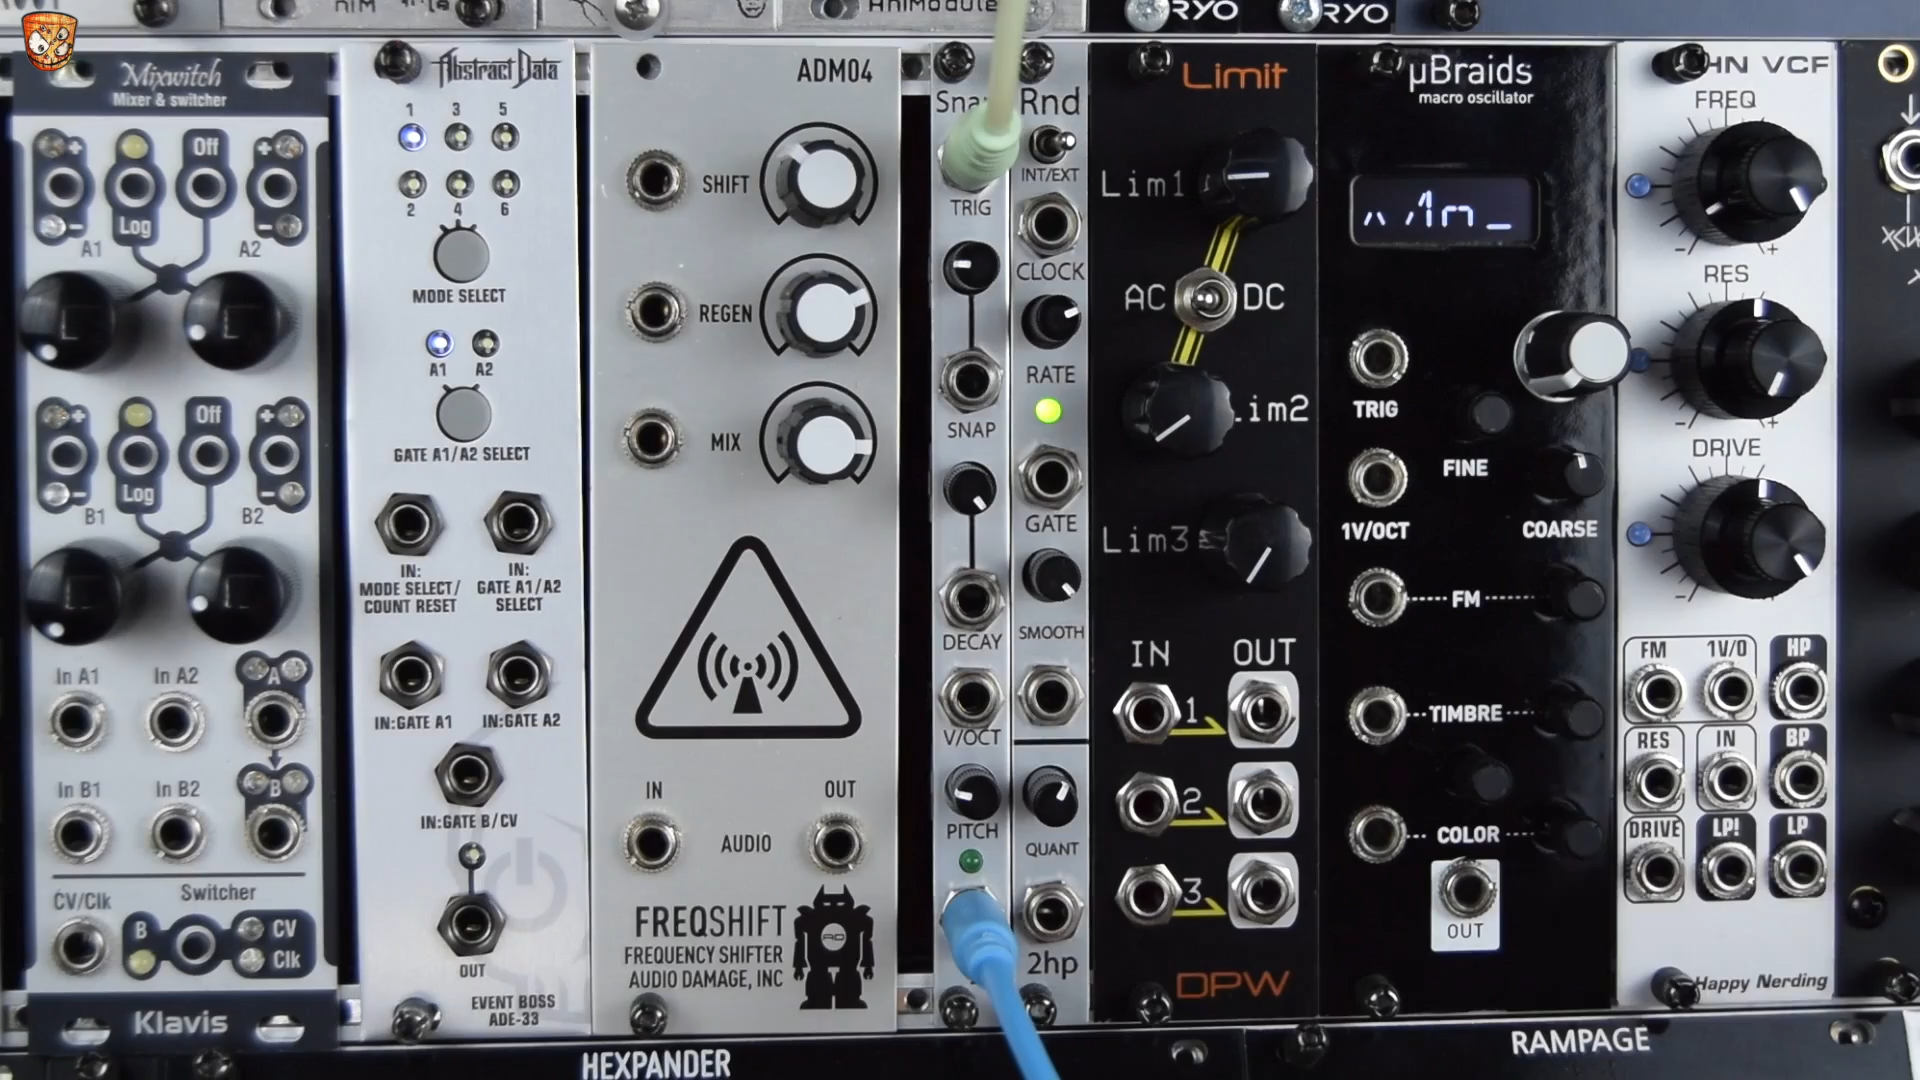 RYO
RYO
Mixwitch
Mixer & switcher
+
Off
+
-
Log
-
A1
A2
+
Off
+
-
Log
-
B1
B2
In A1
In A2
A
In B1
In B2
B
CV/Clk
Switcher
B
CV
Clk
Klavis
Abstract Data
1
3
5
2
4
6
MODE SELECT
A1
A2
GATE A1/A2 SELECT
IN:
MODE SELECT/
COUNT RESET
IN:
GATE A1/A2
SELECT
IN:GATE A1
IN:GATE A2
IN:GATE B/CV
OUT
EVENT BOSS
ADE-33
ADM04
SHIFT
REGEN
MIX
IN
OUT
AUDIO
FREQSHIFT
FREQUENCY SHIFTER
AUDIO DAMAGE, INC
AD
TRIG
SNAP
DECAY
V/OCT
PITCH
Rnd
INT/EXT
CLOCK
RATE
GATE
SMOOTH
QUANT
2hp
Limit
Lim1
AC
DC
Lim2
Lim3
IN
OUT
1
2
3
DPW
µBraids
macro oscillator
TRIG
FINE
1V/OCT
COARSE
FM
TIMBRE
COLOR
OUT
HN VCF
FREQ
-
+
RES
-
+
DRIVE
-
+
FM
1V/O
HP
RES
IN
BP
DRIVE
LP!
LP
Happy Nerding
HEXPANDER
RAMPAGE